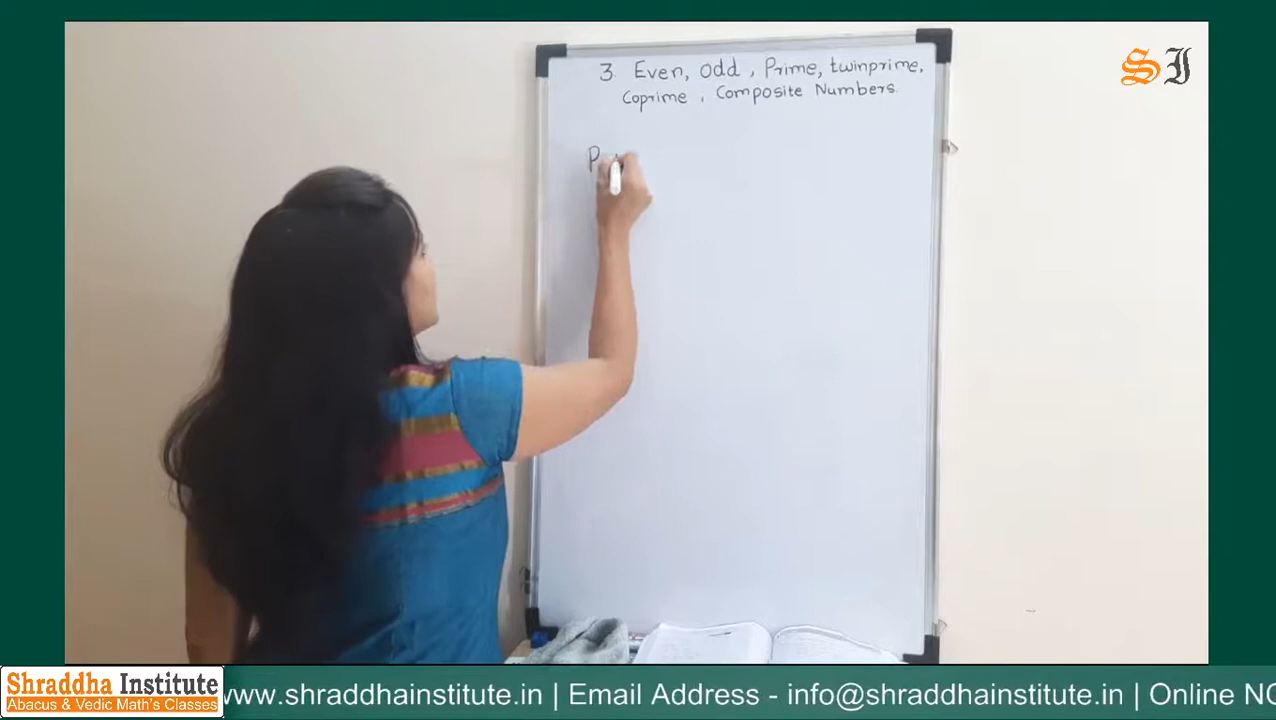 SI
3. Even, odd, Prime, twinprime,
Coprime, Composite Numbers.
P
Shraddha Institute
Abacus & Vedic Math's Classes
www.shraddhainstitute.in | Email Address - info@shraddhainstitute.in | Online